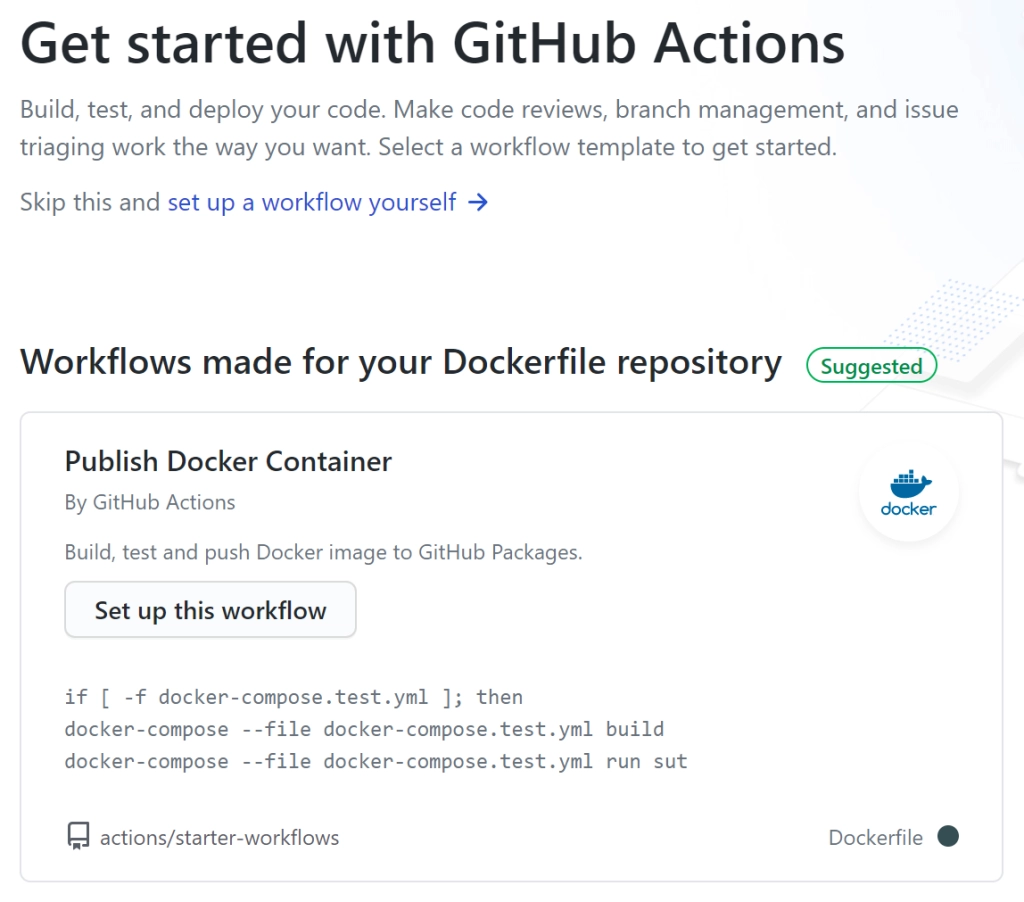 Get started with GitHub Actions
Build, test, and deploy your code. Make code reviews, branch management, and issue
triaging work the way you want. Select a workflow template to get started.
Skip this and set up a workflow yourself →
Workflows made for your Dockerfile repository Suggested
Publish Docker Container
By GitHub Actions
docker
Build, test and push Docker image to GitHub Packages.
Set up this workflow
if [ -f docker-compose.test.yml ]; then
docker-compose --file docker-compose.test.yml build
docker-compose --file docker-compose.test.yml run sut
actions/starter-workflows Dockerfile